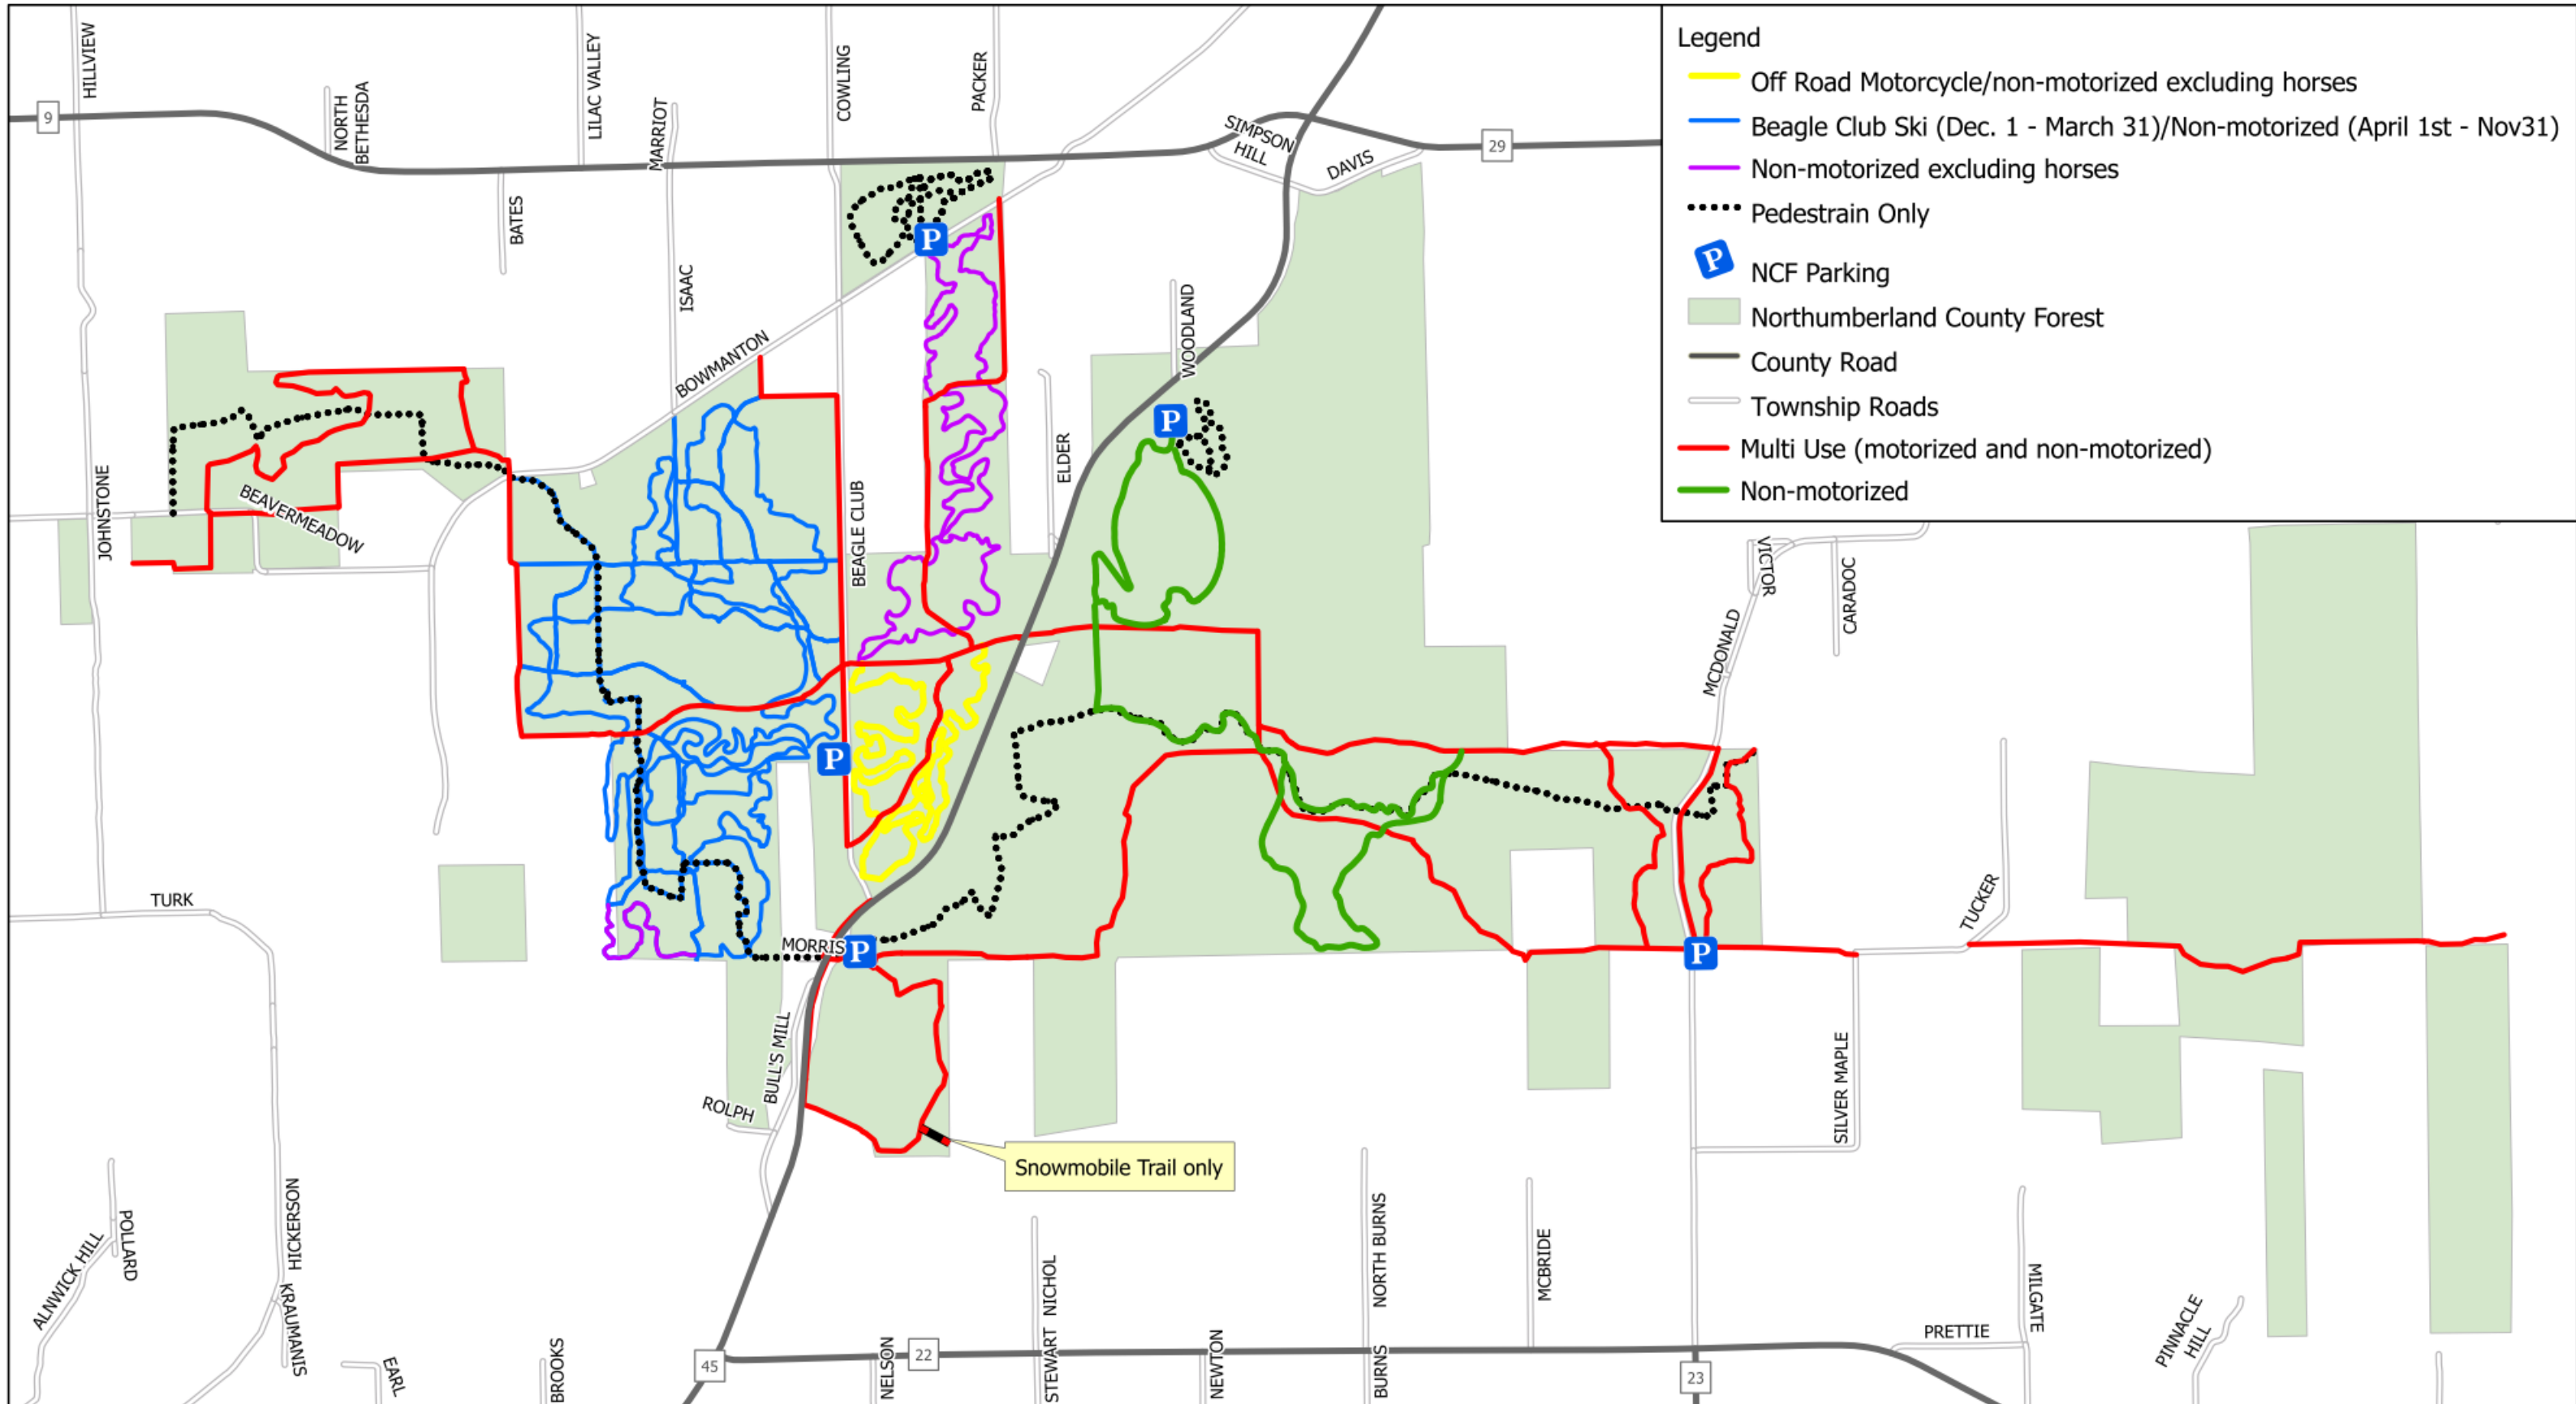 Legend
Off Road Motorcycle/non-motorized excluding horses
Beagle Club Ski (Dec. 1 - March 31)/Non-motorized (April 1st - Nov31)
Non-motorized excluding horses
Pedestrain Only
P
NCF Parking
Northumberland County Forest
County Road
Township Roads
Multi Use (motorized and non-motorized)
Non-motorized
HILLVIEW
9
NORTH
BETHESDA
LILAC VALLEY
MARRIOT
COWLING
PACKER
SIMPSON
HILL
DAVIS
29
BATES
ISAAC
P
BOWMANTON
WOODLAND
P
ELDER
JOHNSTONE
BEAVERMEADOW
BEAGLE CLUB
VICTOR
CARADOC
MCDONALD
P
TURK
MORRIS
P
P
TUCKER
BULL'S MILL
ROLPH
SILVER MAPLE
Snowmobile Trail only
ALNWICK HILL
POLLARD
HICKERSON
KRAUMANIS
EARL
BROOKS
45
NELSON
22
NICHOL
STEWART
NEWTON
NORTH BURNS
BURNS
MCBRIDE
23
PRETTIE
MILGATE
PINNACLE
HILL